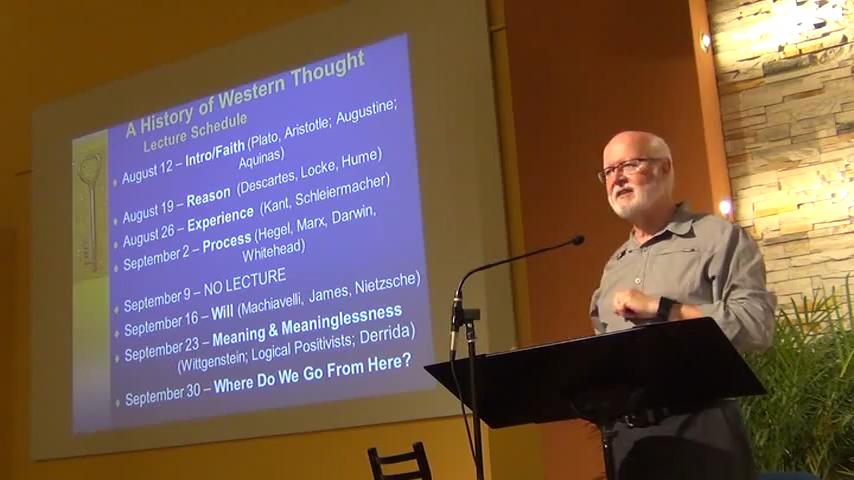 A History of Western Thought
Lecture Schedule
August 12 – Intro/Faith (Plato, Aristotle; Augustine;
Aquinas)
August 19 – Reason (Descartes, Locke, Hume)
August 26 – Experience (Kant, Schleiermacher)
September 2 – Process (Hegel, Marx, Darwin,
Whitehead)
September 9 – NO LECTURE
September 16 – Will (Machiavelli, James, Nietzsche)
September 23 – Meaning & Meaninglessness
(Wittgenstein; Logical Positivists; Derrida)
September 30 – Where Do We Go From Here?